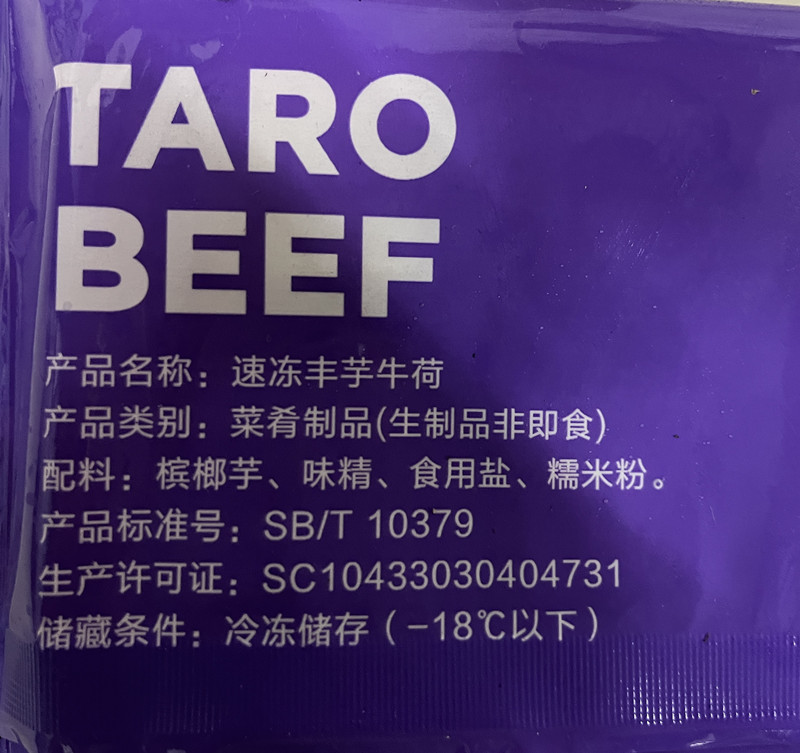 TARO
BEEF
产品名称：速冻丰芋牛荷
产品类别：菜肴制品(生制品非即食)
配料：槟榔芋、味精、食用盐、糯米粉。
产品标准号：SB/T 10379
生产许可证：SC10433030404731
储藏条件：冷冻储存（-18℃以下）